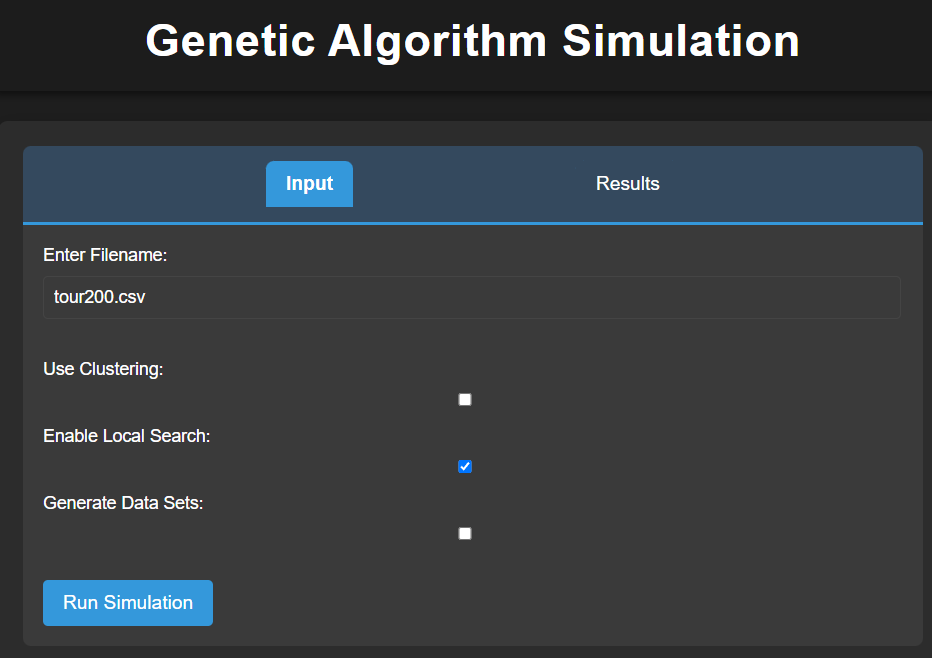 Genetic Algorithm Simulation
Input
Results
Enter Filename:
tour200.csv
Use Clustering:
Enable Local Search:
Generate Data Sets:
Run Simulation